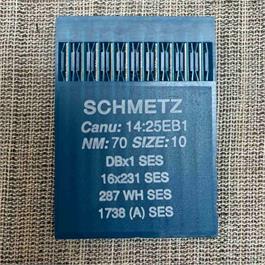 SCHMETZ
Canu: 14:25EB1
NM: 70 SIZE: 10
DBx1 SES
16x231 SES
287 WH SES
1738 (A) SES